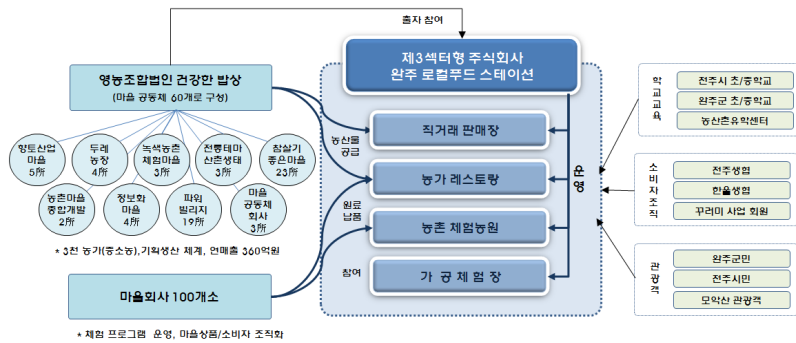 출자 참여
영농조합법인 건강한 밥상
(마을 공동체 60개로 구성)
향토산업
마을
5所
두레
농장
4所
녹색농촌
체험마을
3所
전통테마
산촌생태
3所
참살기
좋은마을
23所
농촌마을
종합개발
2所
정보화
마을
4所
파워
빌리지
19所
마을
공동체
회사
3所
* 3천 농가(중소농),기획생산 체계, 연매출 360억원
마을회사 100개소
* 체험 프로그램 운영, 마을상품/소비자 조직화
농산물
공급
원료
납품
참여
제3섹터형 주식회사
완주 로컬푸드 스테이션
직거래 판매장
농가 레스토랑
농촌 체험농원
가 공 체 험 장
운영
학교교육
전주시 초/중학교
완주군 초/중학교
농산촌유학센터
소비자조직
전주생협
한울생협
꾸러미 사업 회원
관광객
완주군민
전주시민
모악산 관광객